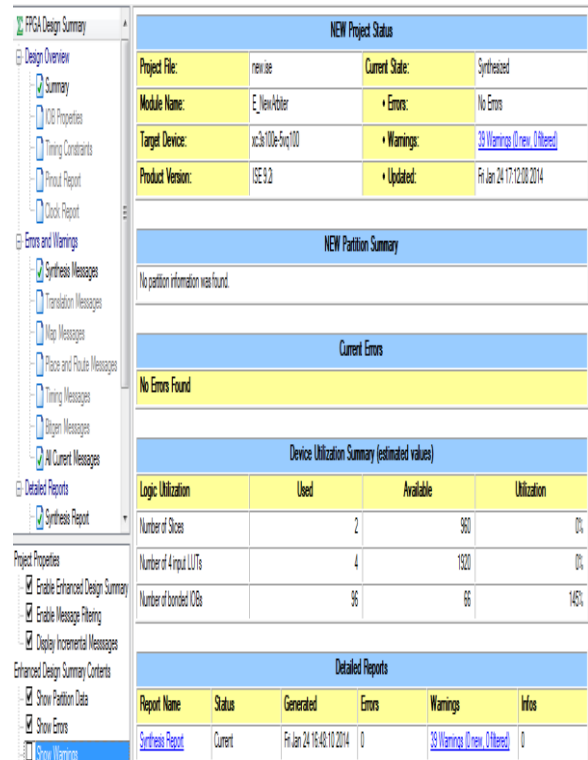 FPGA Design Summary
Design Overview
Summary
IOB Properties
Timing Constraints
Pinout Report
Clock Report
Errors and Warnings
Synthesis Messages
Translation Messages
Map Messages
Place and Route Messages
Timing Messages
Bitgen Messages
All Current Messages
Detailed Reports
Synthesis Report
Project Properties
Enable Enhanced Design Summary
Enable Message Filtering
Display Incremental Messages
Enhanced Design Summary Contents
Show Partition Data
Show Errors
Show Warnings
NEW Project Status
Project File: new.ise Current State: Synthesized
Module Name: E_NewArbiter • Errors: No Errors
Target Device: xc3s100e-5vq100 • Warnings: 39 Warnings (0 new, 0 filtered)
Product Version: ISE 9.2i • Updated: Fri Jan 24 17:12:08 2014
NEW Partition Summary
No partition information was found.
Current Errors
No Errors Found
Device Utilization Summary (estimated values)
Logic Utilization Used Available Utilization
Number of Slices 2 960 0%
Number of 4 input LUTs 4 1920 0%
Number of bonded IOBs 96 66 145%
Detailed Reports
Report Name Status Generated Errors Warnings Infos
Synthesis Report Current Fri Jan 24 16:48:10 2014 0 39 Warnings (0 new, 0 filtered) 0